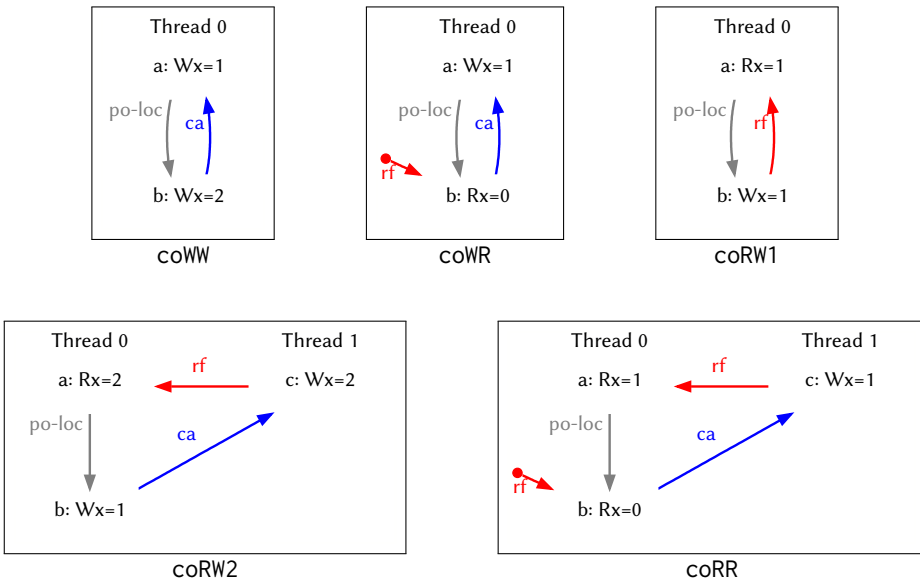 Thread 0
a: Wx=1
po-loc
ca
b: Wx=2
coWW
Thread 0
a: Wx=1
po-loc
ca
rf
b: Rx=0
coWR
Thread 0
a: Rx=1
po-loc
rf
b: Wx=1
coRW1
Thread 0
Thread 1
a: Rx=2
rf
c: Wx=2
po-loc
ca
b: Wx=1
coRW2
Thread 0
Thread 1
a: Rx=1
rf
c: Wx=1
po-loc
ca
rf
b: Rx=0
coRR